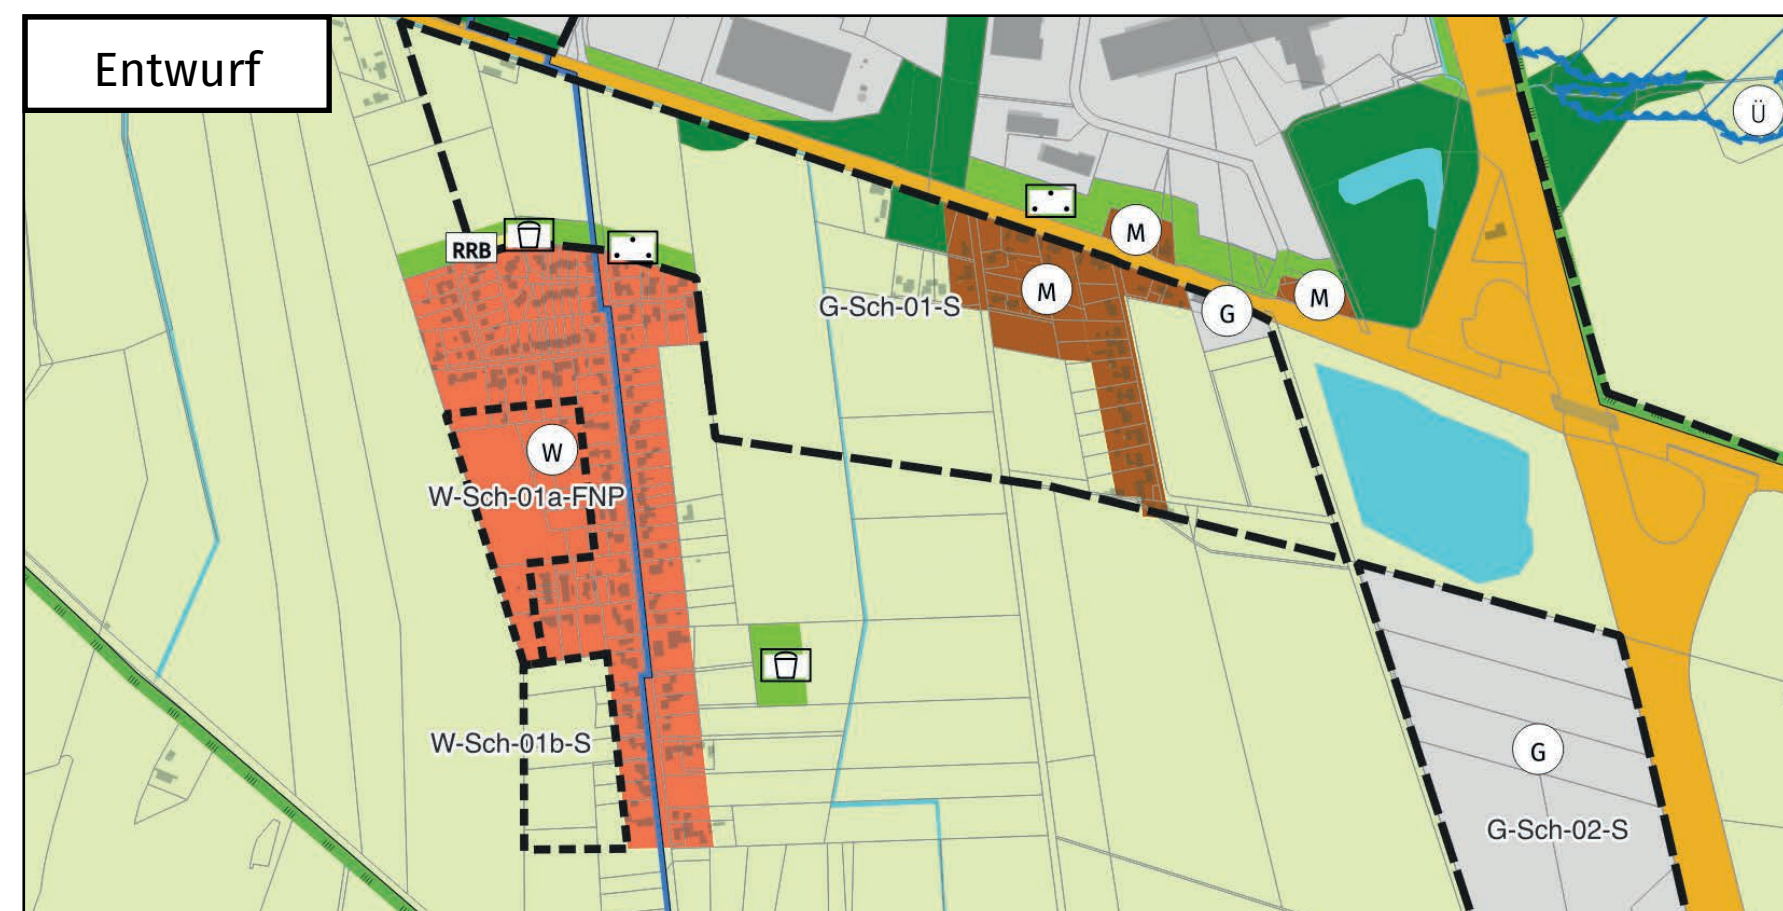 Entwurf
Ü
M
RRB
M
M
G
G-Sch-01-S
W
W-Sch-01a-FNP
W-Sch-01b-S
G
G-Sch-02-S